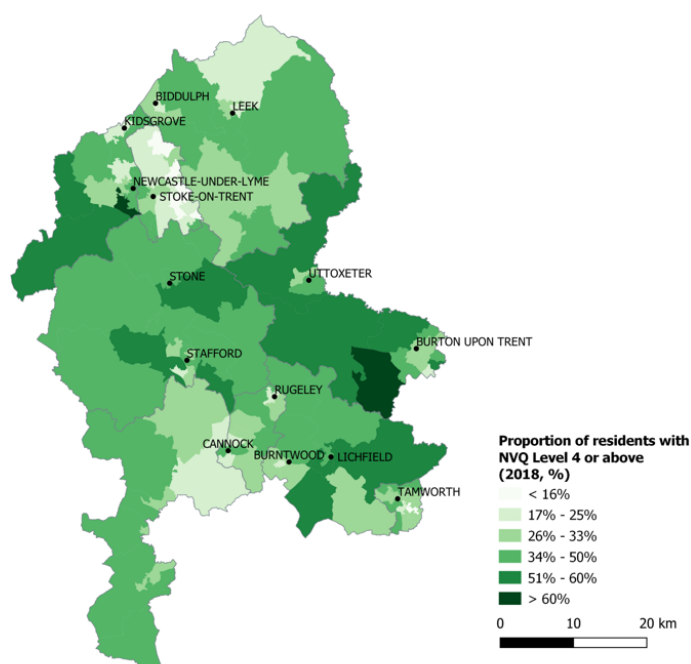 BIDDULPH
LEEK
KIDSGROVE
NEWCASTLE-UNDER-LYME
STOKE-ON-TRENT
STONE
UTTOXETER
BURTON UPON TRENT
STAFFORD
RUGELEY
CANNOCK
BURNTWOOD
LICHFIELD
TAMWORTH
Proportion of residents with
NVQ Level 4 or above
(2018, %)
< 16%
17% - 25%
26% - 33%
34% - 50%
51% - 60%
> 60%
0 10 20 km